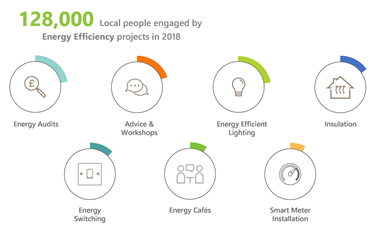 128,000 Local people engaged by
Energy Efficiency projects in 2018
£
Energy Audits
Advice &
Workshops
Energy Efficient
Lighting
Insulation
Energy
Switching
Energy Cafés
Smart Meter
Installation